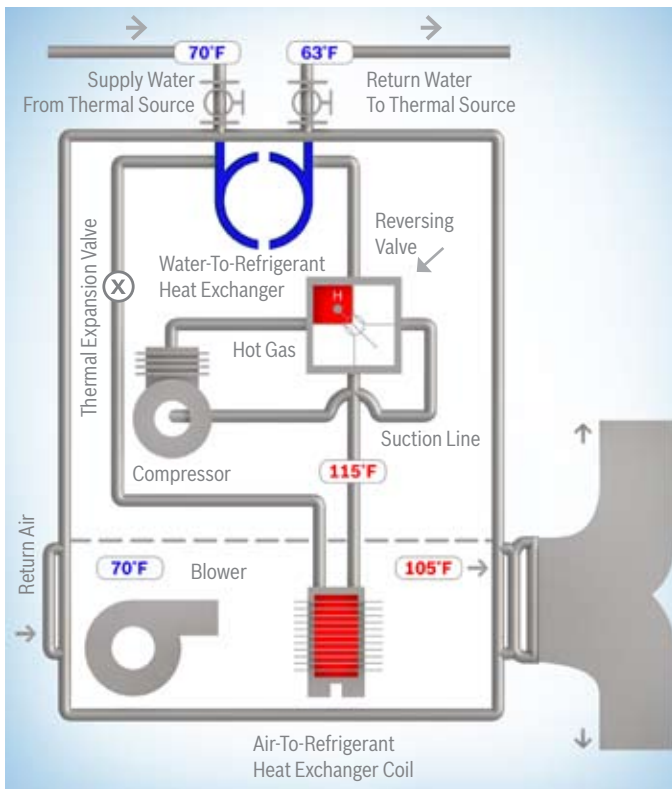 70°F
63°F
Supply Water
From Thermal Source
Return Water
To Thermal Source
Reversing
Valve
Water-To-Refrigerant
Heat Exchanger
Thermal Expansion Valve
X
H
Hot Gas
Suction Line
Compressor
115°F
Return Air
70°F
Blower
105°F
Air-To-Refrigerant
Heat Exchanger Coil